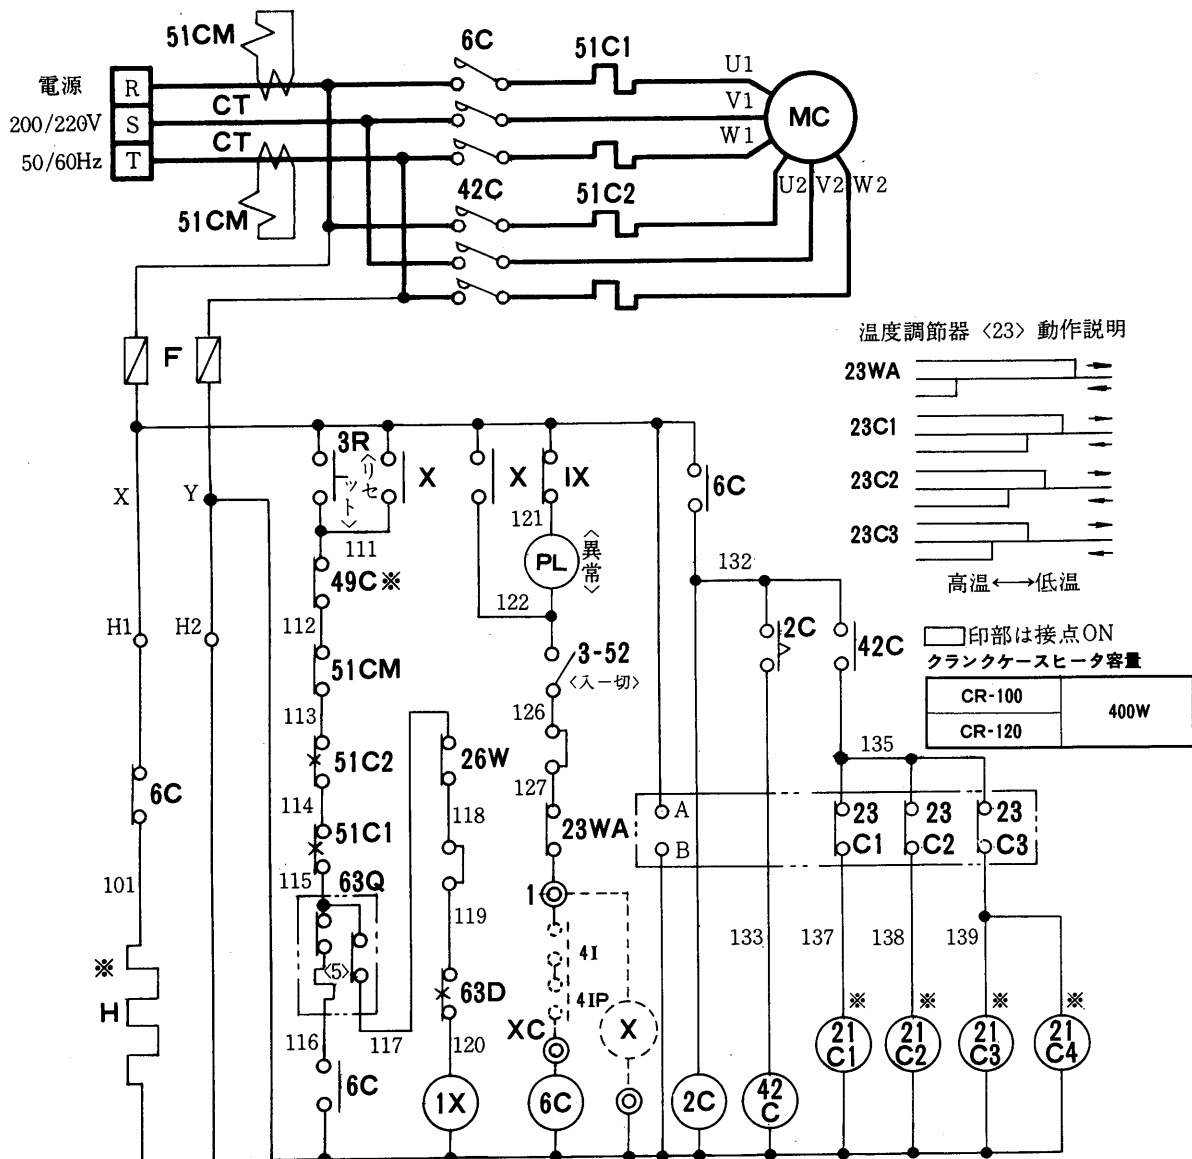 51CM
6C
51C1
U1
電源
R
CT
V1
MC
200/220V
S
W1
50/60Hz
T
CT
U2
V2
W2
42C
51C2
51CM
温度調節器〈23〉動作説明
F
23WA
23C1
23C2
23C3
高温←→低温
3R
〈リセット〉
X
X
1X
6C
X
Y
111
121
PL
〈異常〉
132
49C※
122
H1
H2
112
3-52
〈入−切〉
2C
42C
□印部は接点ON
クランクケースヒータ容量
51CM
CR-100
400W
CR-120
113
126
135
51C2
26W
6C
127
114
118
A
23
C1
23
C2
23
C3
51C1
23WA
B
115
63Q
101
1
119
133
137
138
139
※
〈5〉
4I
63D
4IP
※
※
※
※
H
XC
X
21
C1
21
C2
21
C3
21
C4
116
117
120
6C
1X
6C
2C
42
C